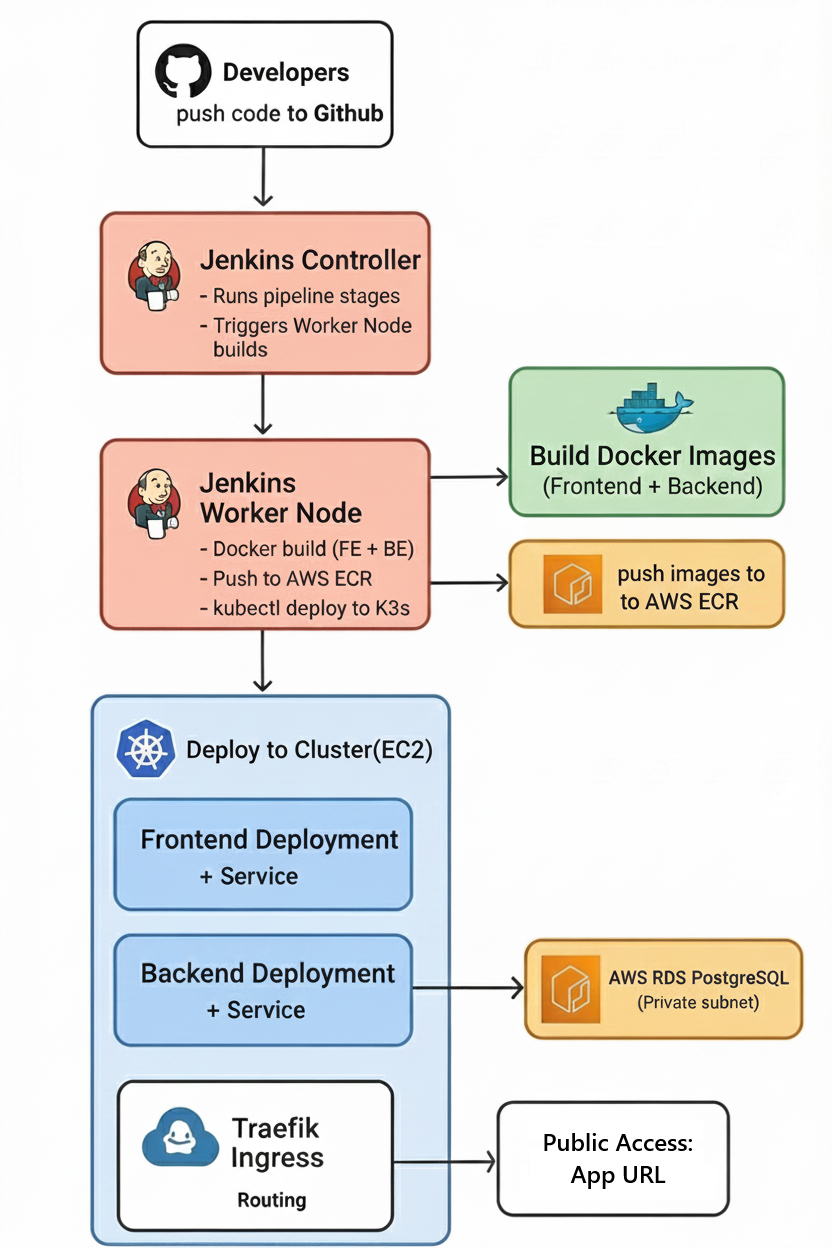 Developers
push code to Github
Jenkins Controller
- Runs pipeline stages
- Triggers Worker Node
builds
Jenkins
Worker Node
- Docker build (FE + BE)
- Push to AWS ECR
- kubectl deploy to K3s
Build Docker Images
(Frontend + Backend)
push images to
to AWS ECR
Deploy to Cluster(EC2)
Frontend Deployment
+ Service
Backend Deployment
+ Service
AWS RDS PostgreSQL
(Private subnet)
Traefik
Ingress
Routing
Public Access:
App URL